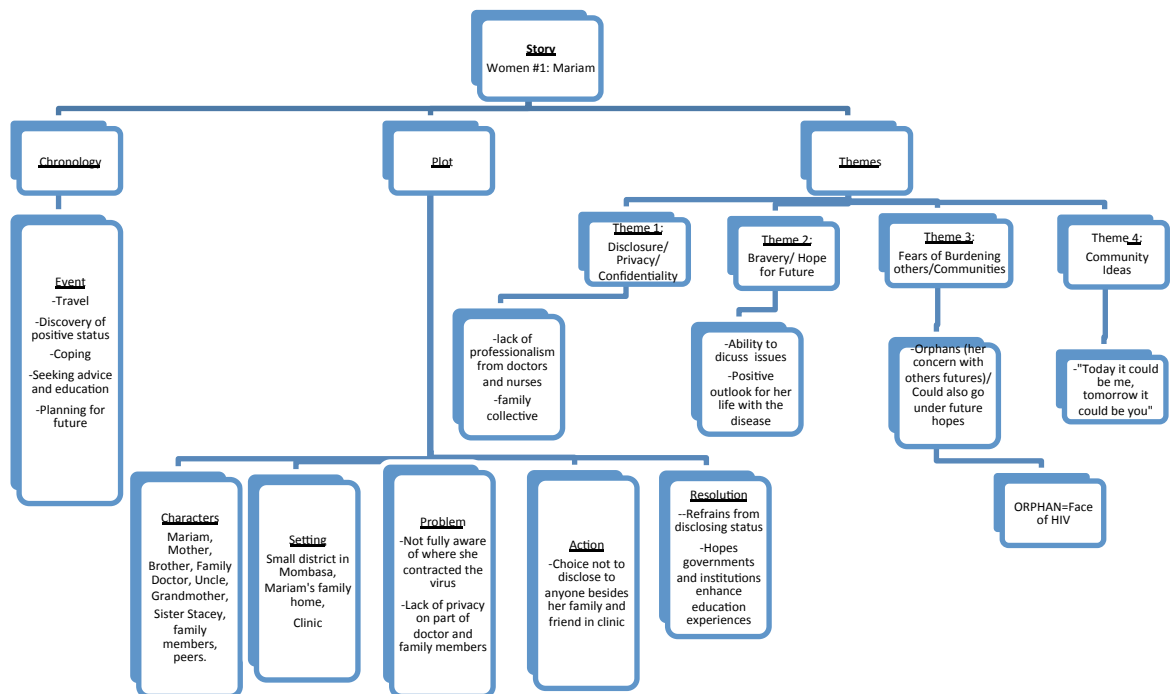 Story
Women #1: Mariam
Chronology
Plot
Themes
Event
-Travel
-Discovery of
positive status
-Coping
-Seeking advice
and education
-Planning for
future
Theme 1:
Disclosure/
Privacy/
Confidentiality
Theme 2:
Bravery/ Hope
for Future
Theme 3:
Fears of Burdening
others/Communities
Theme 4:
Community
Ideas
-lack of
professionalism
from doctors
and nurses
-family
collective
-Ability to
dicuss issues
-Positive
outlook for her
life with the
disease
-Orphans (her
concern with
others futures)/
Could also go
under future
hopes
-"Today it could
be me,
tomorrow it
could be you"
ORPHAN=Face
of HIV
Characters
Mariam,
Mother,
Brother, Family
Doctor, Uncle,
Grandmother,
Sister Stacey,
family
members,
peers.
Setting
Small district in
Mombasa,
Mariam's family
home,
Clinic
Problem
-Not fully aware
of where she
contracted the
virus
-Lack of privacy
on part of
doctor and
family members
Action
-Choice not to
disclose to
anyone besides
her family and
friend in clinic
Resolution
--Refrains from
disclosing status
-Hopes
governments
and institutions
enhance
education
experiences